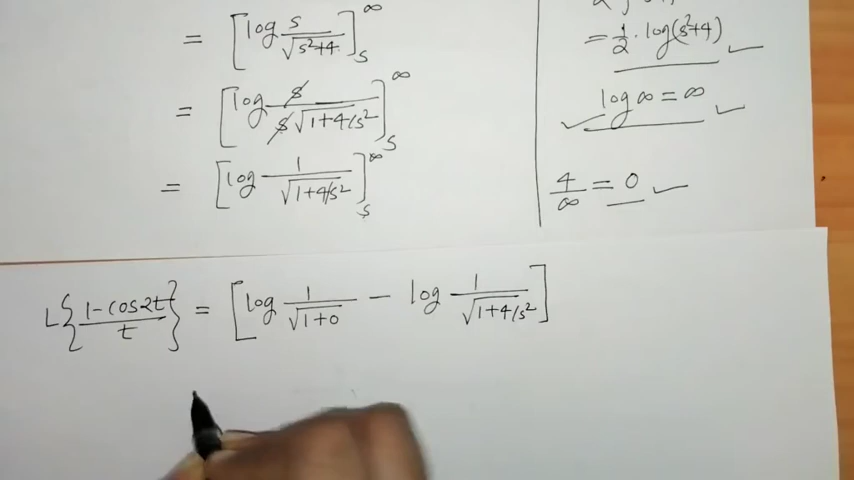 = [log s/√(s²+4)]_s^∞
= [log s/(s√(1+4/s²))]_s^∞
= [log 1/√(1+4/s²)]_s^∞
= 1/2 · log(s²+4) ✓
✓ log ∞ = ∞ ✓
4/∞ = 0 ✓
L{(1-cos2t)/t} = [log 1/√(1+0) - log 1/√(1+4/s²)]